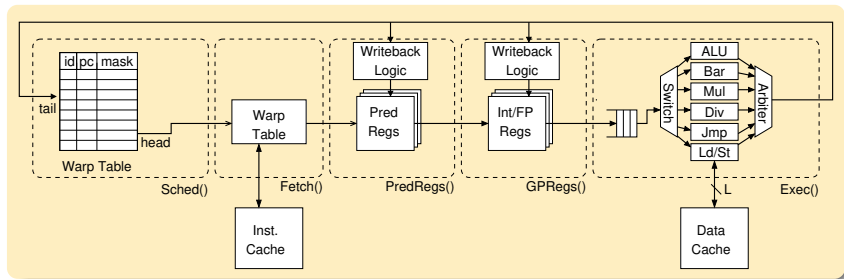 id pc mask
tail
head
Warp Table
Sched()
Warp
Table
Fetch()
Inst.
Cache
Writeback
Logic
Pred
Regs
PredRegs()
Writeback
Logic
Int/FP
Regs
GPRegs()
Switch
ALU
Bar
Mul
Div
Jmp
Ld/St
Arbiter
L
Exec()
Data
Cache